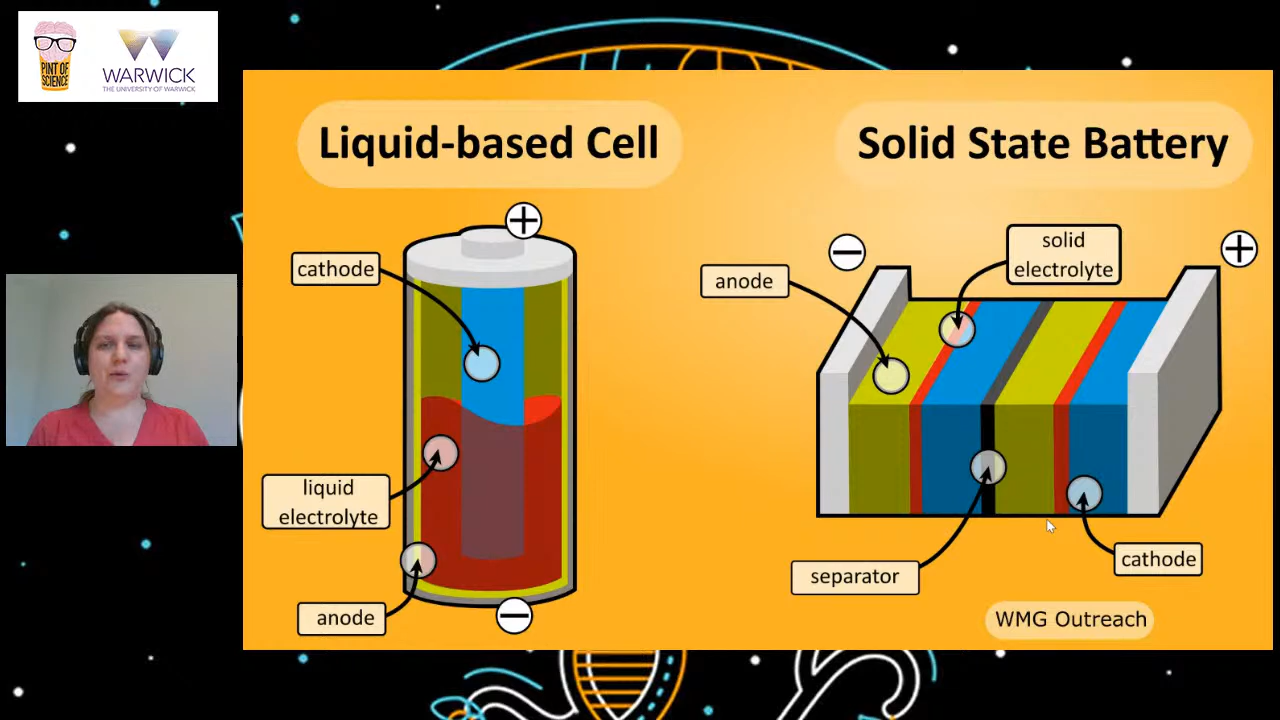 PINT OF
SCIENCE
WARWICK
THE UNIVERSITY OF WARWICK
Liquid-based Cell
Solid State Battery
cathode
liquid
electrolyte
anode
anode
solid
electrolyte
separator
cathode
WMG Outreach